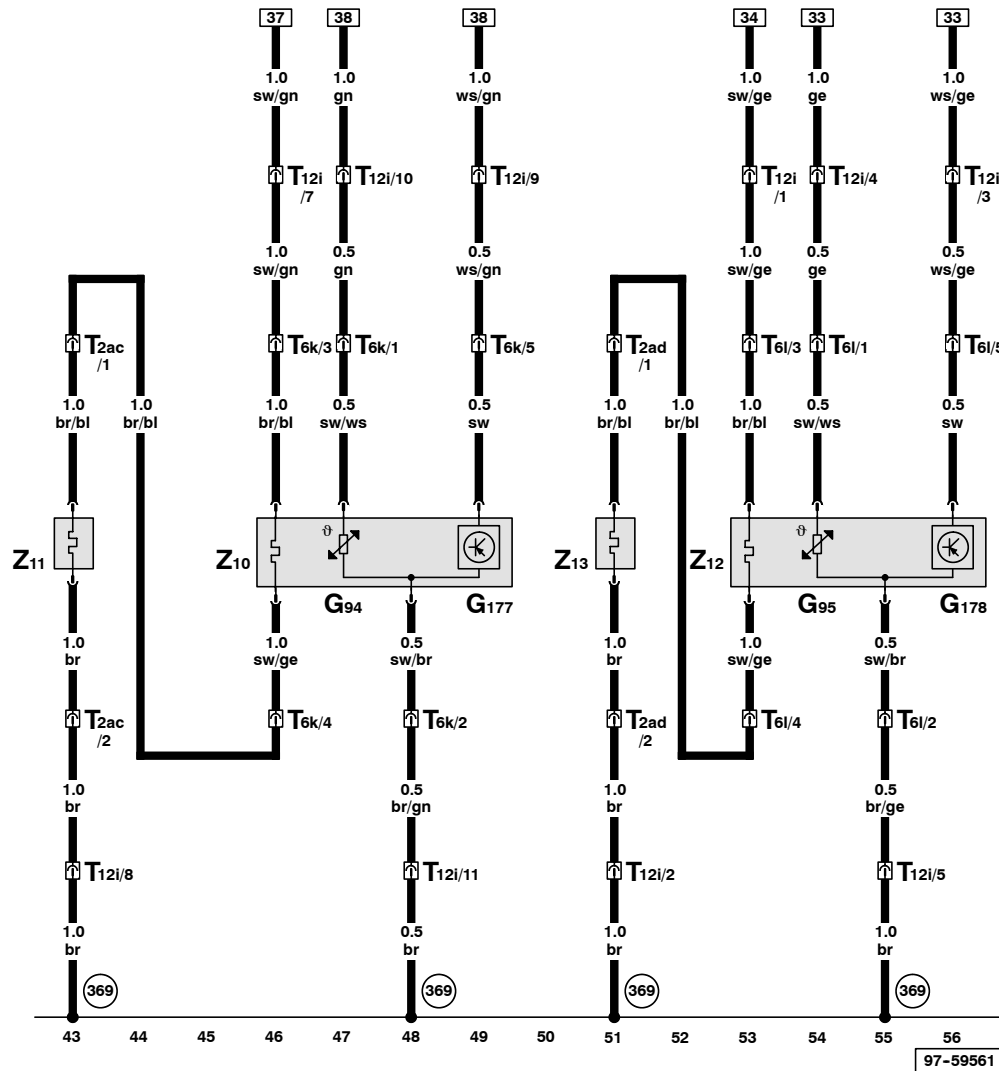 37 38 38 34 33 33
1.0 1.0 1.0 1.0 1.0 1.0
sw/gn gn ws/gn sw/ge ge ws/ge
T12i T12i/10 T12i/9 T12i T12i/4 T12i
/7 /1 /3
1.0 0.5 0.5 1.0 0.5 0.5
sw/gn gn ws/gn sw/ge ge ws/ge
T2ac T6k/3 T6k/1 T6k/5 T2ad T6l/3 T6l/1 T6l/5
/1 /1
1.0 1.0 1.0 0.5 0.5 1.0 1.0 1.0 0.5 0.5
br/bl br/bl br/bl sw/ws sw br/bl br/bl br/bl sw/ws sw
ϑ ϑ
Z11 Z10 Z13 Z12
G94 G177 G95 G178
1.0 1.0 0.5 1.0 1.0 0.5
br sw/ge sw/br br sw/ge sw/br
T2ac T6k/4 T6k/2 T2ad T6l/4 T6l/2
/2 /2
1.0 0.5 1.0 0.5
br br/gn br br/ge
T12i/8 T12i/11 T12i/2 T12i/5
1.0 0.5 1.0 1.0
br br br br
369 369 369 369
43 44 45 46 47 48 49 50 51 52 53 54 55 56
97-59561